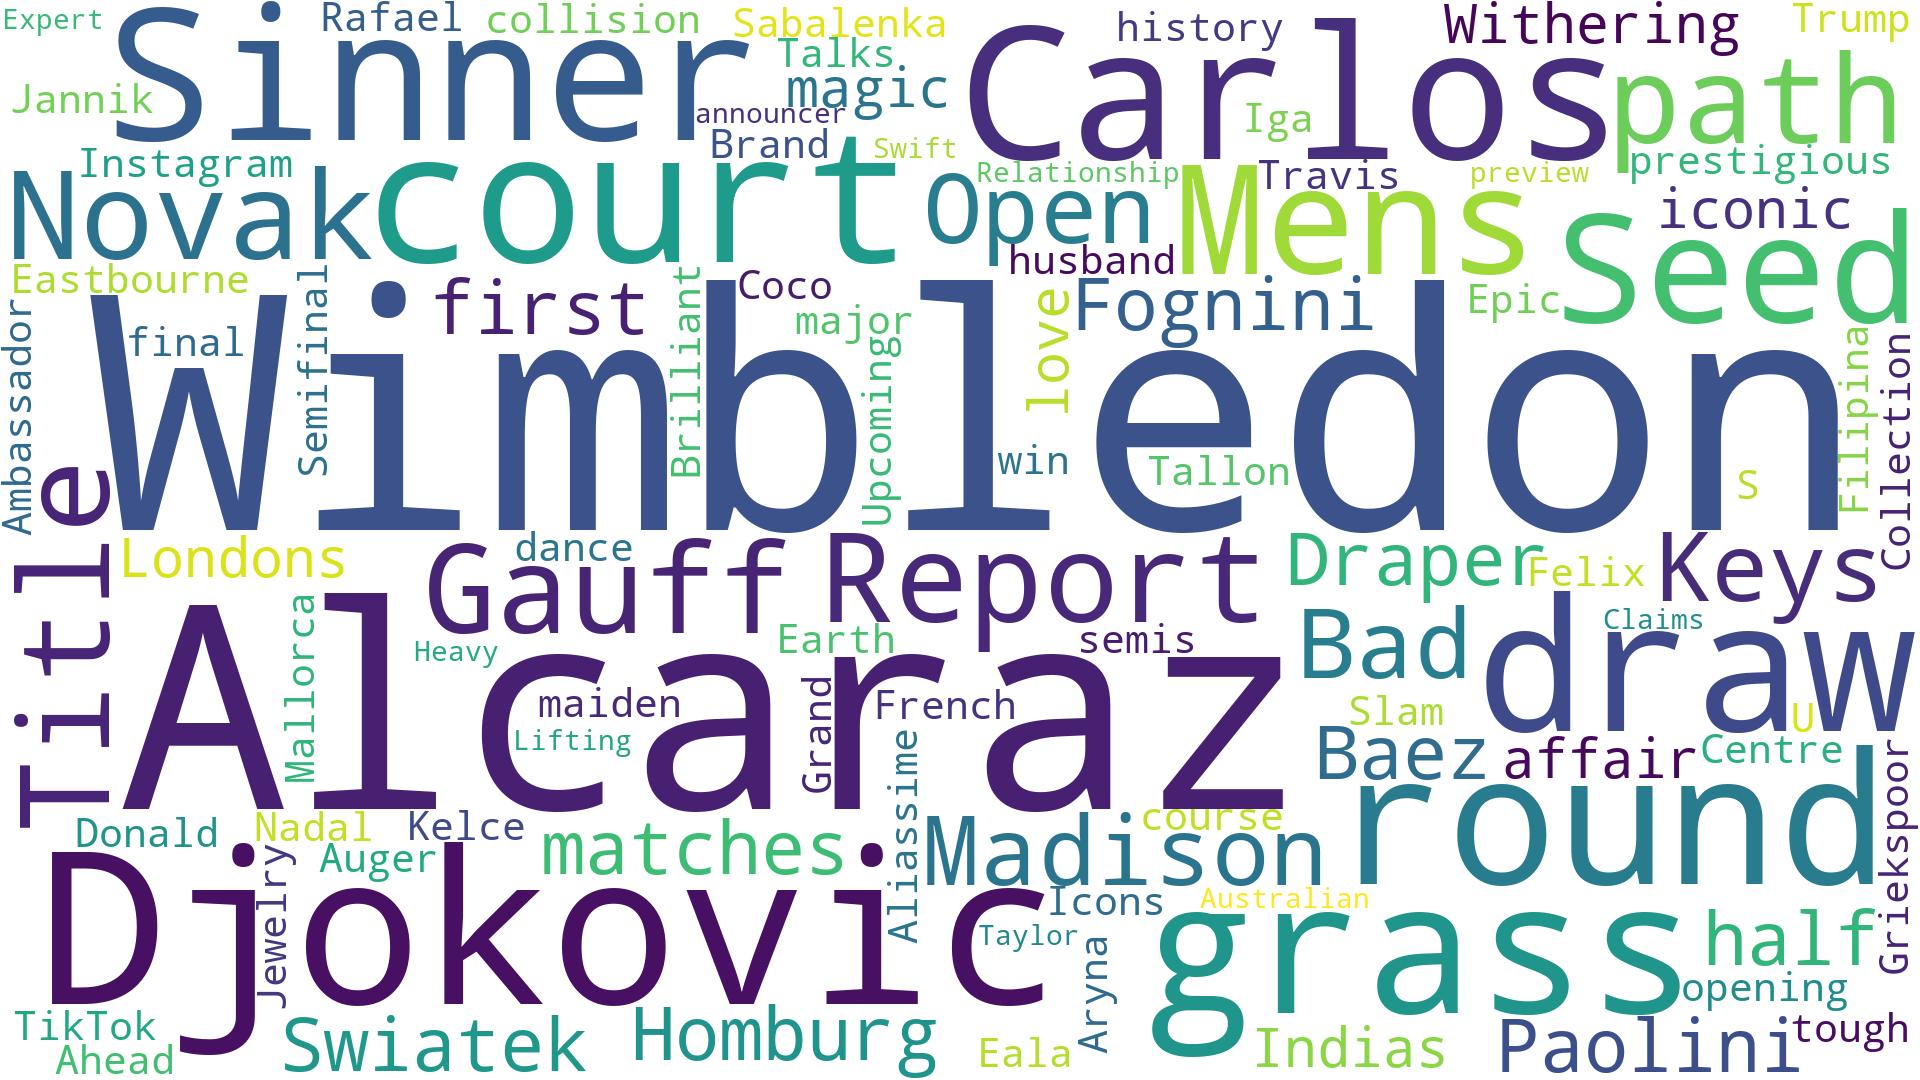 Expert
Sinner
Rafael
collision
Sabalenka
Carlos
history
Withering
Trump
Talks
path
Jannik
magic
announcer
Iga
Brand
Swift
Instagram
court
Relationship
Mens
Travis
preview
prestigious
Novak
Open
iconic
Seed
husband
Eastbourne
Semifinal
first
Brilliant
Coco
love
Fognini
Epic
Ambassador
final
major
Upcoming
Filipina
Collection
Wimbledon
win
Tallon
S
Title
Londons
Gauff
dance
Report
Draper
Felix
Keys
Mallorca
Alcaraz
Heavy
Earth
semis
Bad
draw
Claims
maiden
Grand
French
Slam
U
Lifting
Aliassime
Baez
affair
Centre
Griekspoor
Donald
Nadal
Kelce
matches
Madison
course
round
Djokovic
Jewelry
Auger
Icons
Australian
Taylor
Aryna
grass
half
opening
TikTok
Ahead
Swiatek
Homburg
Eala
Indias
Paolini
tough